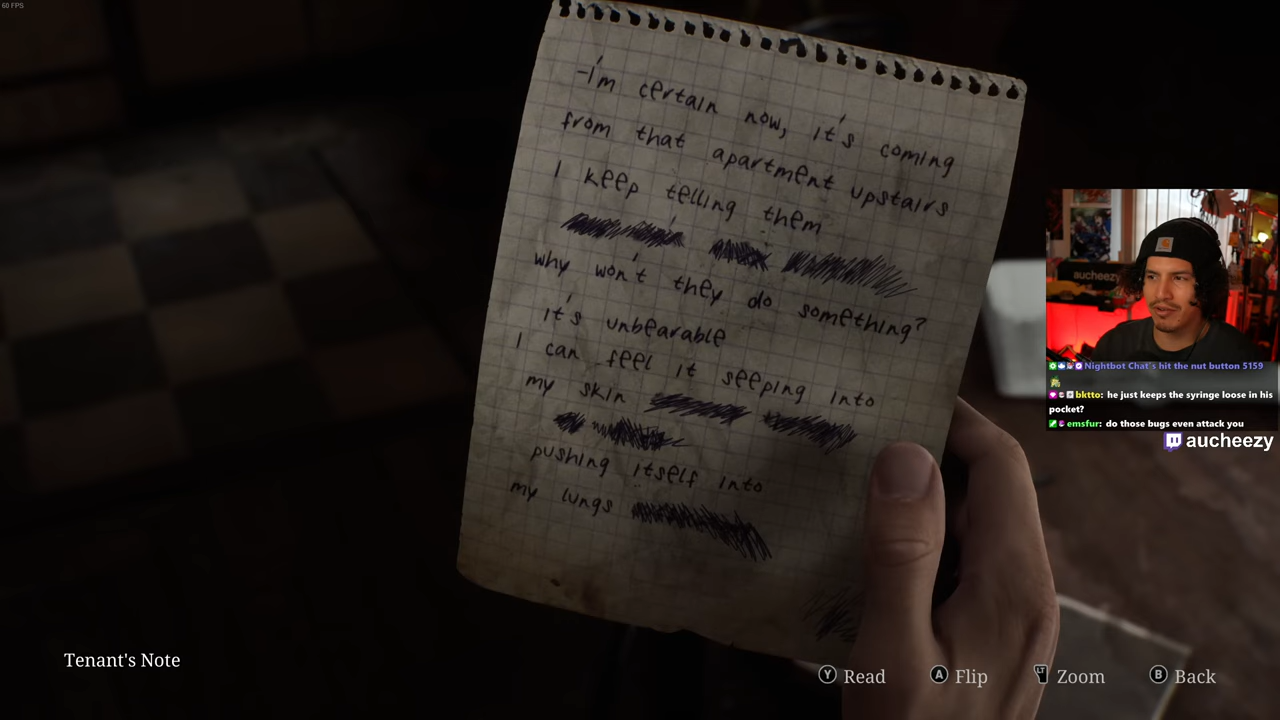 60 FPS
-I'm certain now, it's coming
from that apartment upstairs
I keep telling them
why won't they do something?
it's unbearable
I can feel it seeping into
my skin
pushing itself into
my lungs
aucheezy
Nightbot Chat's hit the nut button 5159
bktto: he just keeps the syringe loose in his
pocket?
emsfur: do those bugs even attack you
aucheezy
Tenant's Note
Y Read
A Flip
LT Zoom
B Back